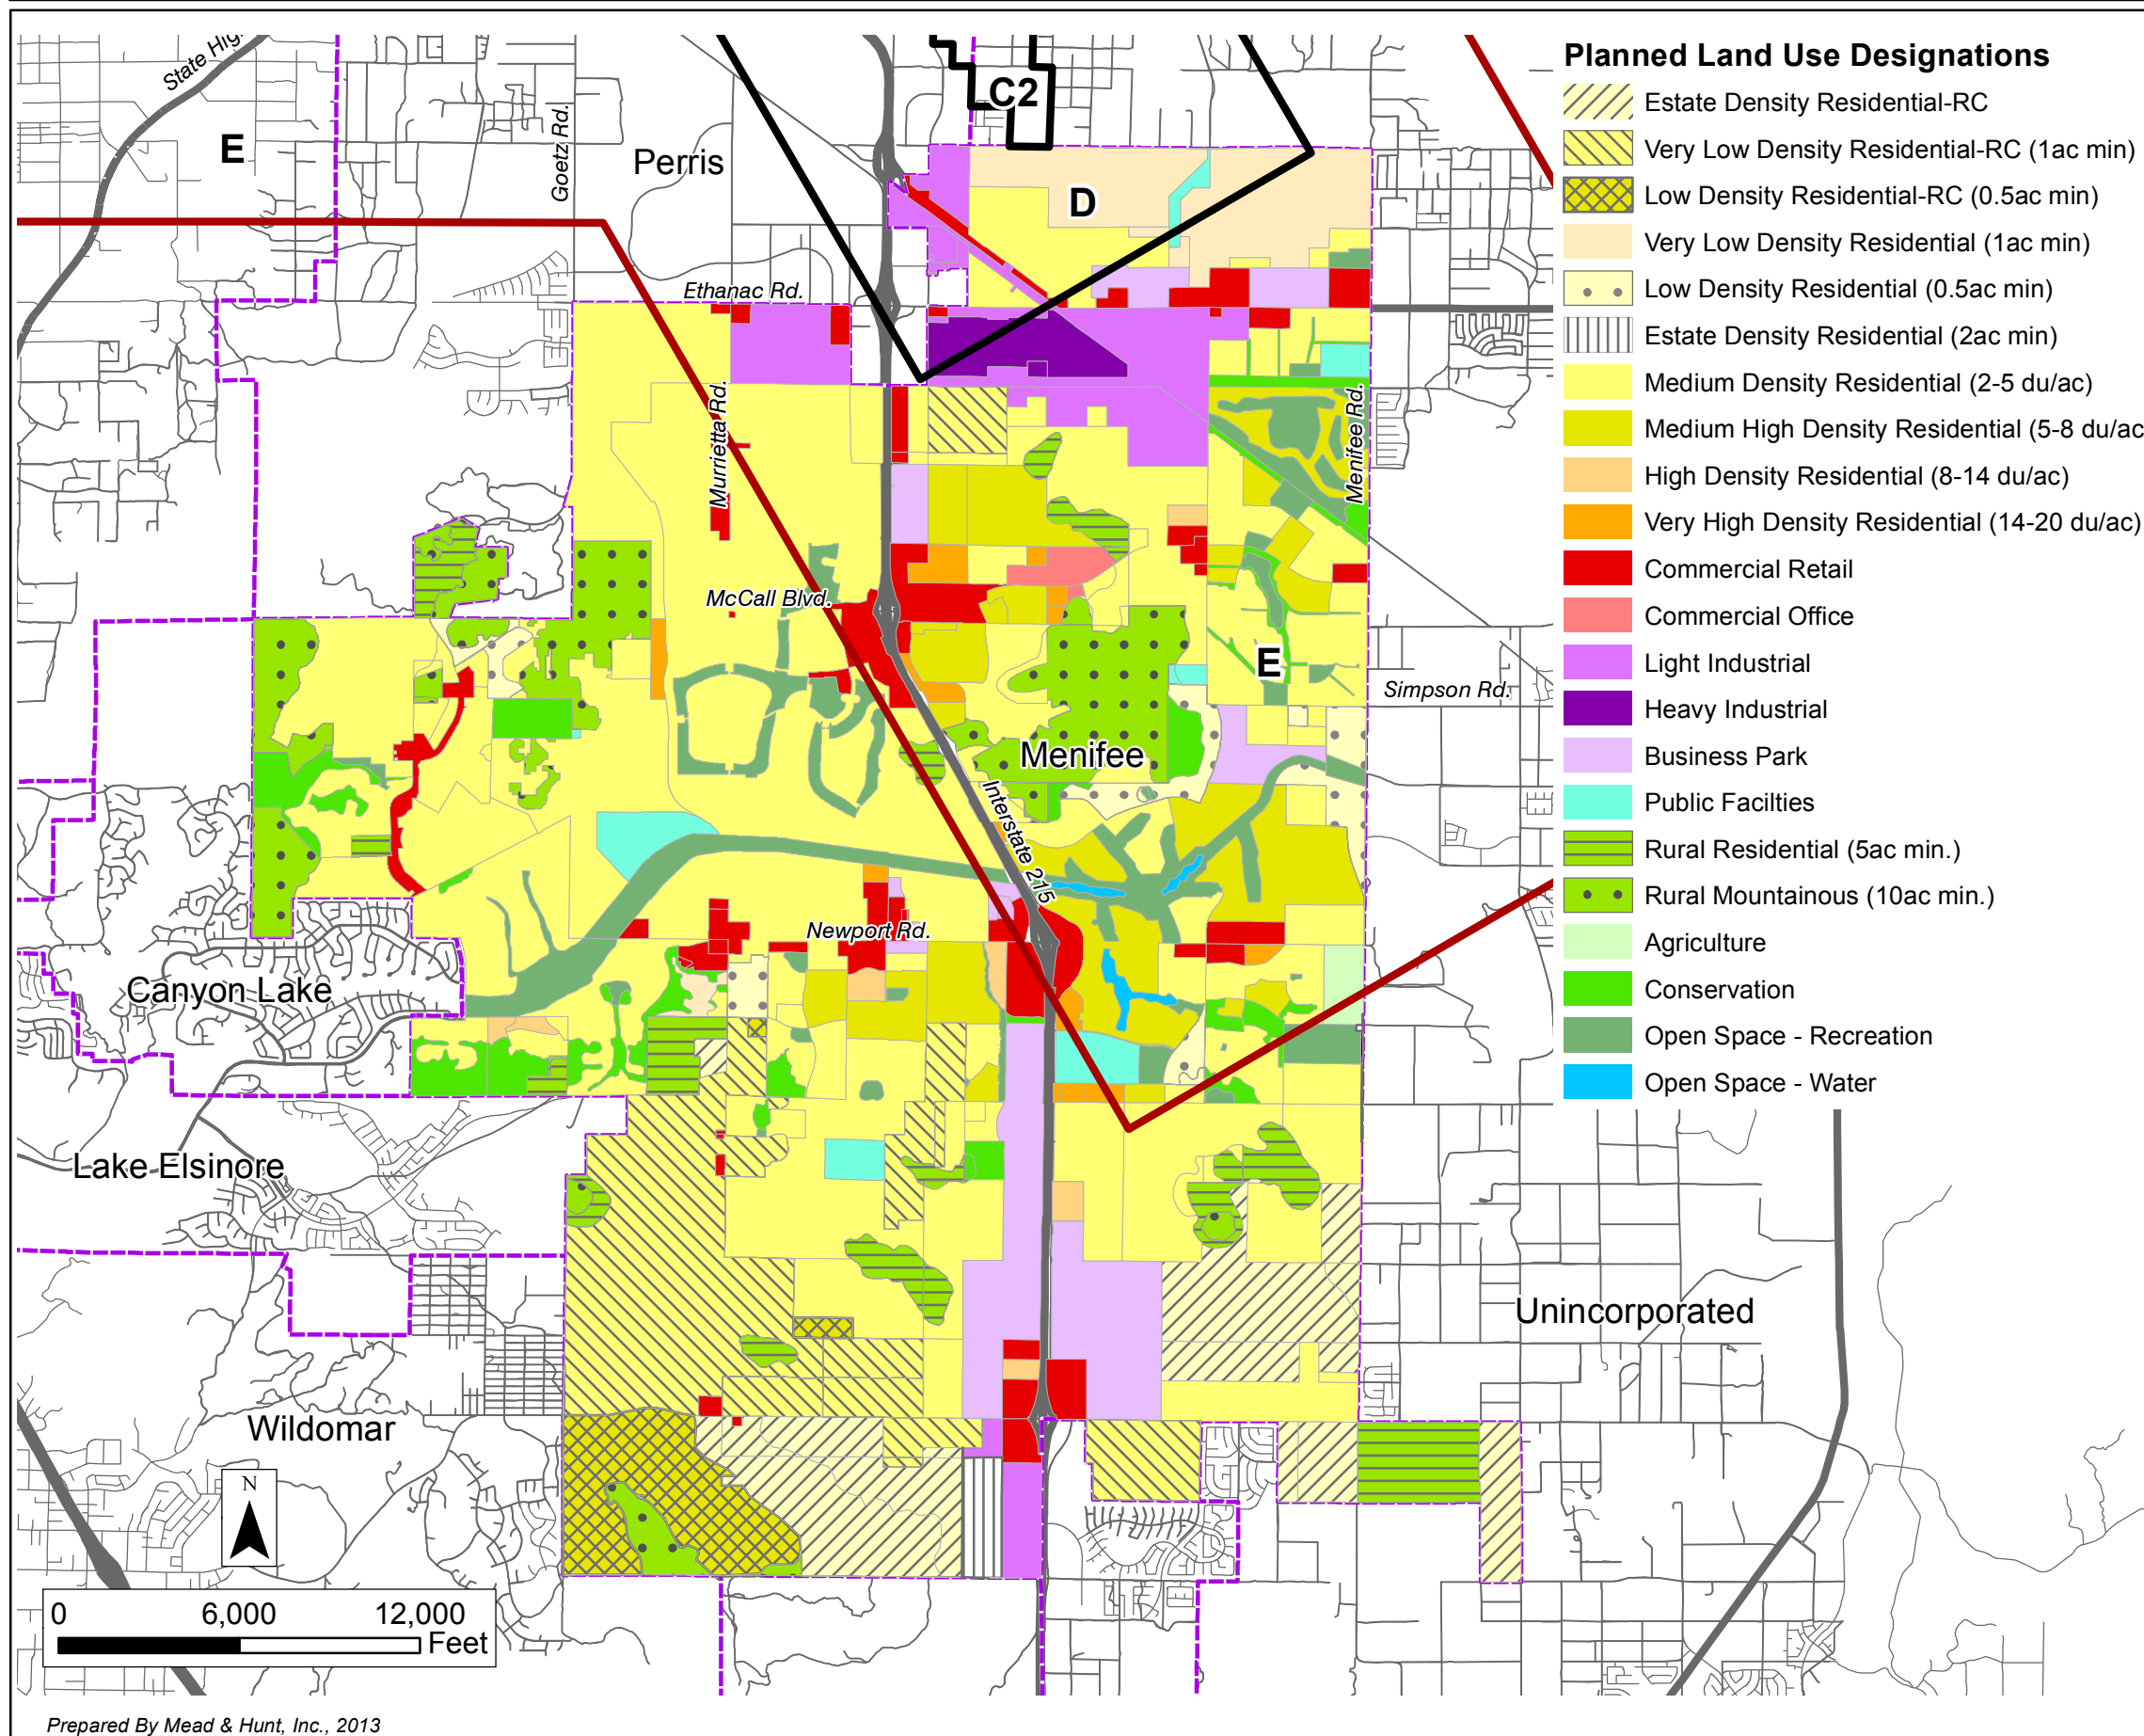 State Hig
C2
Planned Land Use Designations
Estate Density Residential-RC
Very Low Density Residential-RC (1ac min)
Low Density Residential-RC (0.5ac min)
Very Low Density Residential (1ac min)
Low Density Residential (0.5ac min)
Estate Density Residential (2ac min)
Medium Density Residential (2-5 du/ac)
Medium High Density Residential (5-8 du/ac
High Density Residential (8-14 du/ac)
Very High Density Residential (14-20 du/ac)
Commercial Retail
Commercial Office
Light Industrial
Heavy Industrial
Business Park
Public Facilties
Rural Residential (5ac min.)
Rural Mountainous (10ac min.)
Agriculture
Conservation
Open Space - Recreation
Open Space - Water
E
Goetz Rd.
Perris
D
Ethanac Rd.
Murrietta Rd.
Menifee Rd.
McCall Blvd.
E
Simpson Rd.
Menifee
Interstate 215
Newport Rd.
Canyon Lake
Lake Elsinore
Unincorporated
Wildomar
N
0 6,000 12,000
Feet
Prepared By Mead & Hunt, Inc., 2013